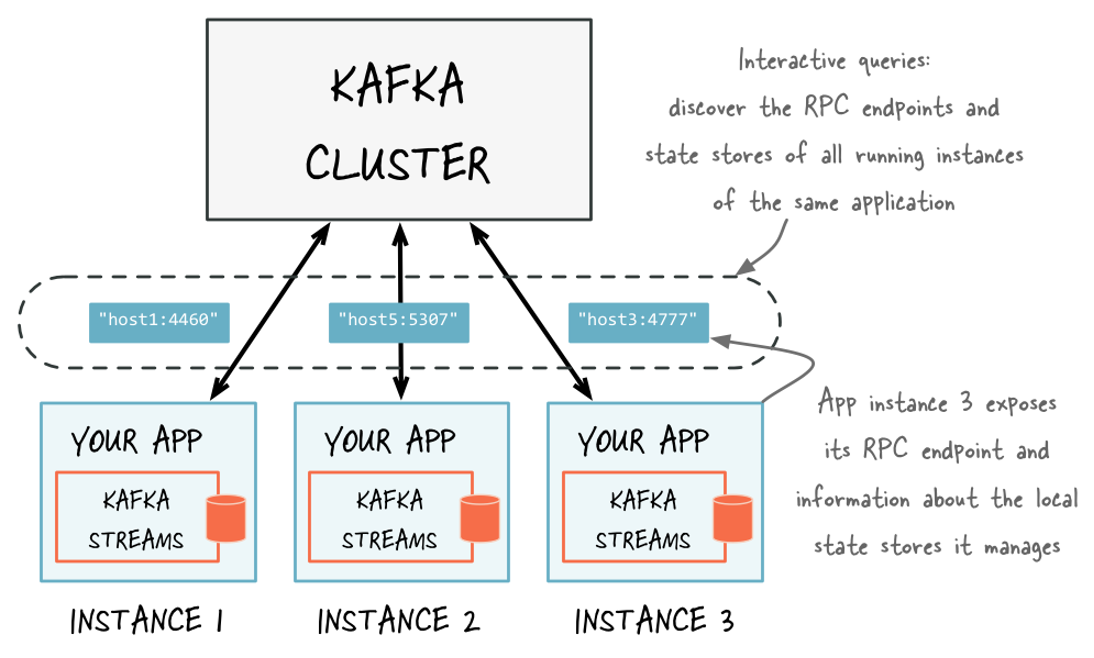 KAFKA
CLUSTER
Interactive queries:
discover the RPC endpoints and
state stores of all running instances
of the same application
"host1:4460"
"host5:5307"
"host3:4777"
YOUR APP
KAFKA
STREAMS
INSTANCE 1
YOUR APP
KAFKA
STREAMS
INSTANCE 2
YOUR APP
KAFKA
STREAMS
INSTANCE 3
App instance 3 exposes
its RPC endpoint and
information about the local
state stores it manages